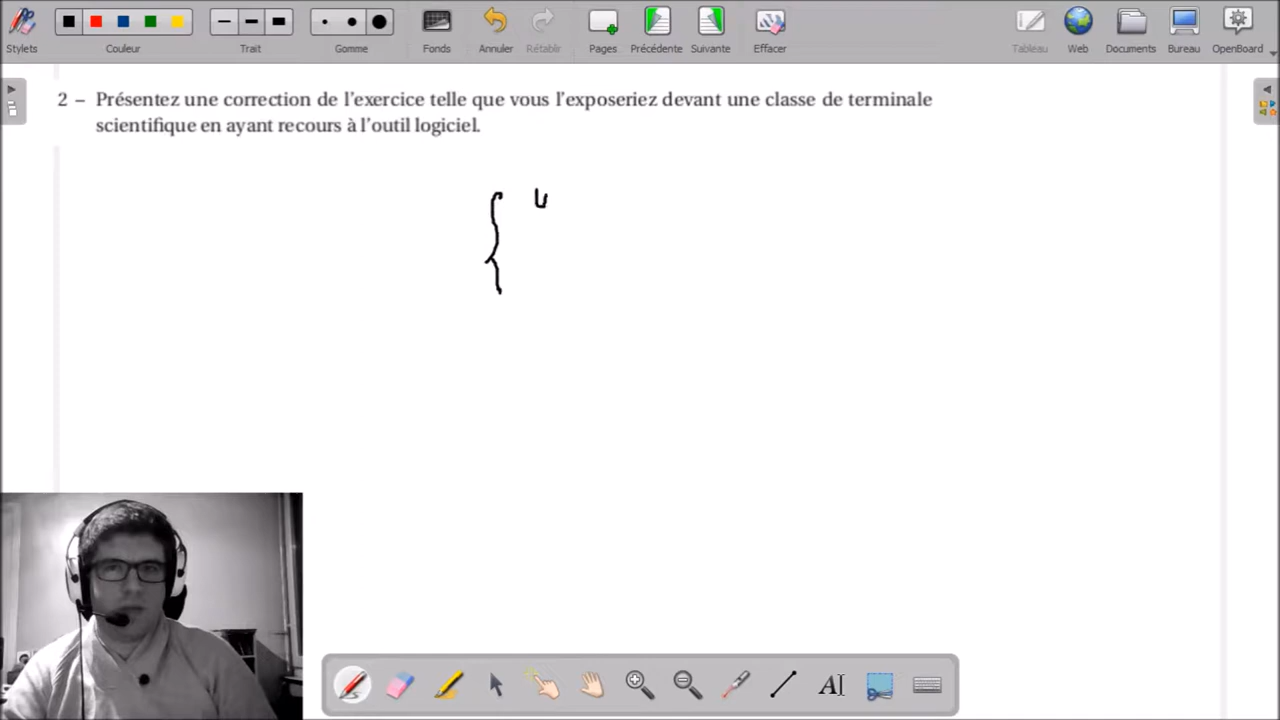 Stylets
Couleur
Trait
Gomme
Fonds
Annuler
Rétablir
Pages
Précédente
Suivante
Effacer
Tableau
Web
Documents
Bureau
OpenBoard
2 – Présentez une correction de l'exercice telle que vous l'exposeriez devant une classe de terminale
scientifique en ayant recours à l'outil logiciel.
{ u
AI